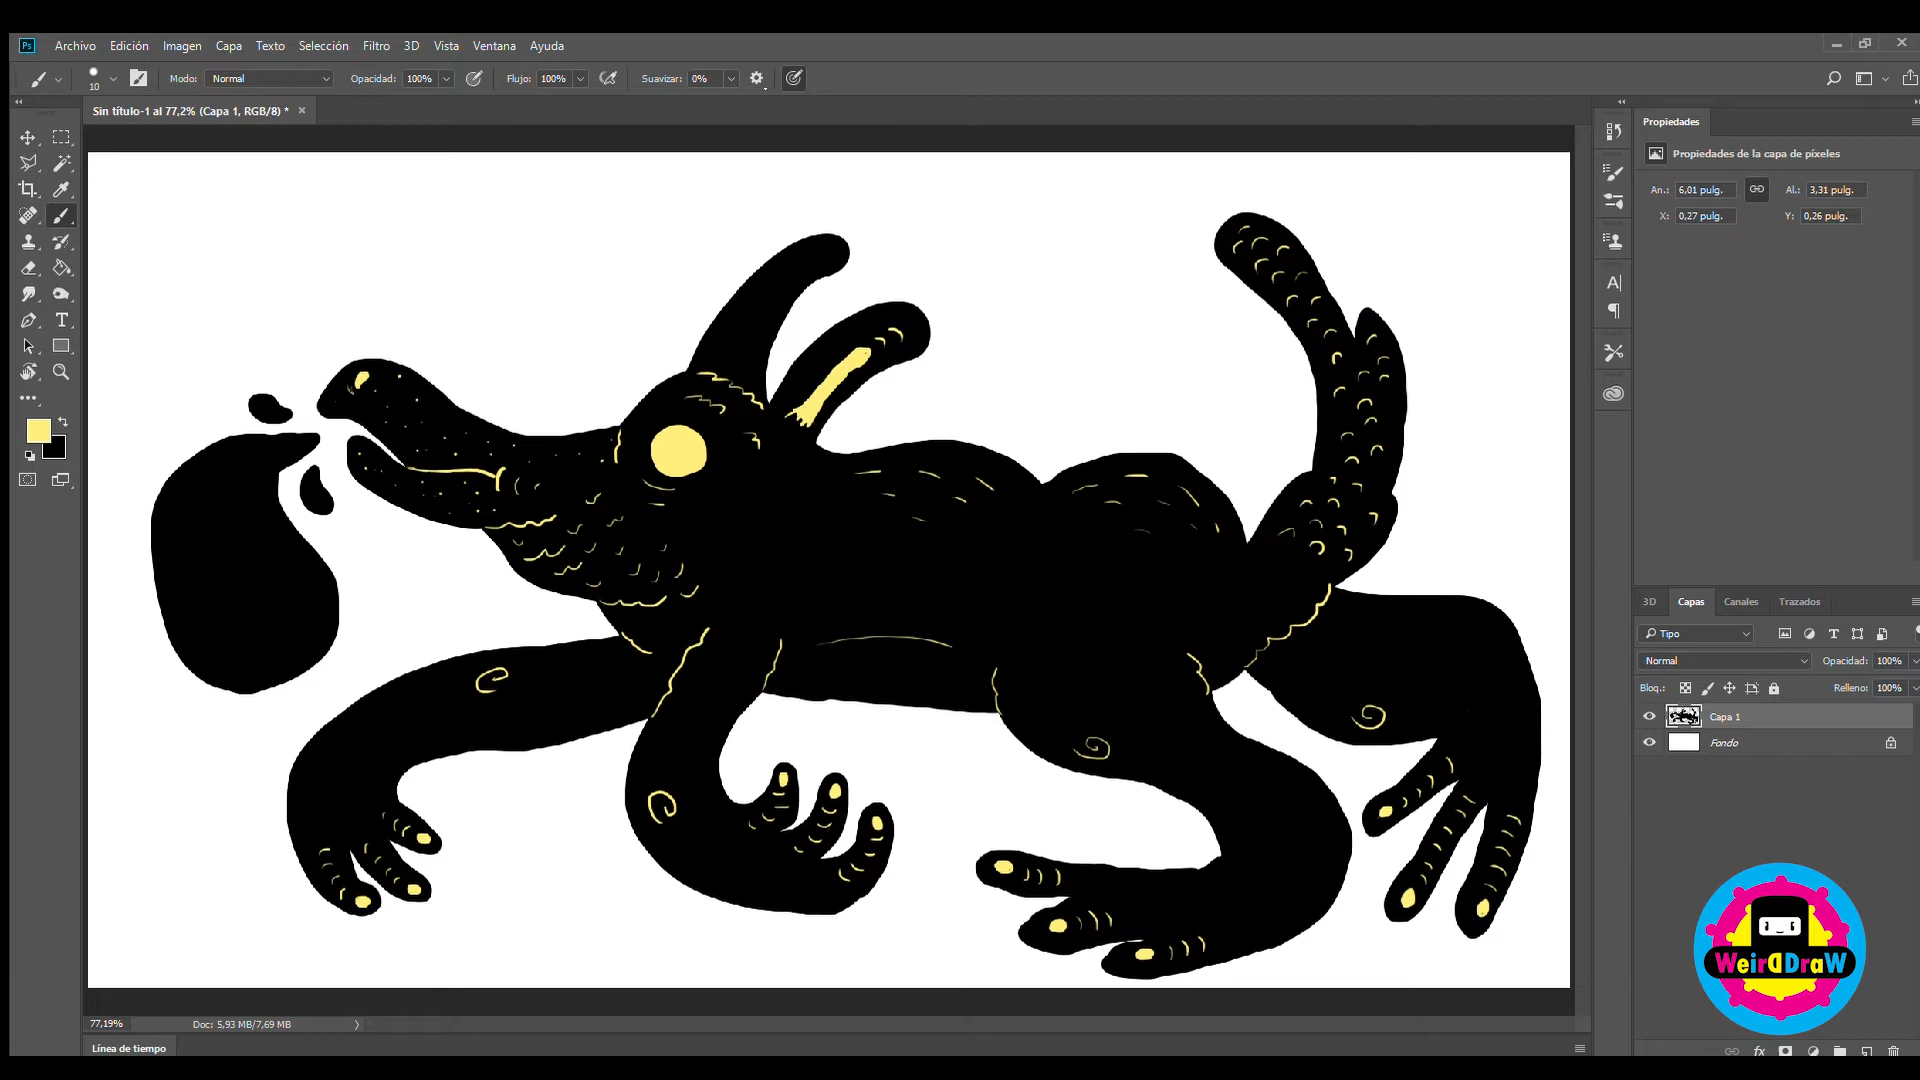 Ps Archivo Edición Imagen Capa Texto Selección Filtro 3D Vista Ventana Ayuda
10 Modo: Normal Opacidad: 100% Flujo: 100% Suavizar: 0%
Sin título-1 al 77,2% (Capa 1, RGB/8) *
Propiedades
Propiedades de la capa de píxeles
An.: 6,01 pulg. Al.: 3,31 pulg.
X: 0,27 pulg. Y: 0,26 pulg.
3D Capas Canales Trazados
Tipo
Normal Opacidad: 100%
Bloq.: Relleno: 100%
Capa 1
Fondo
WeirDDraW
77,19% Doc: 5,93 MB/7,69 MB
Línea de tiempo
fx